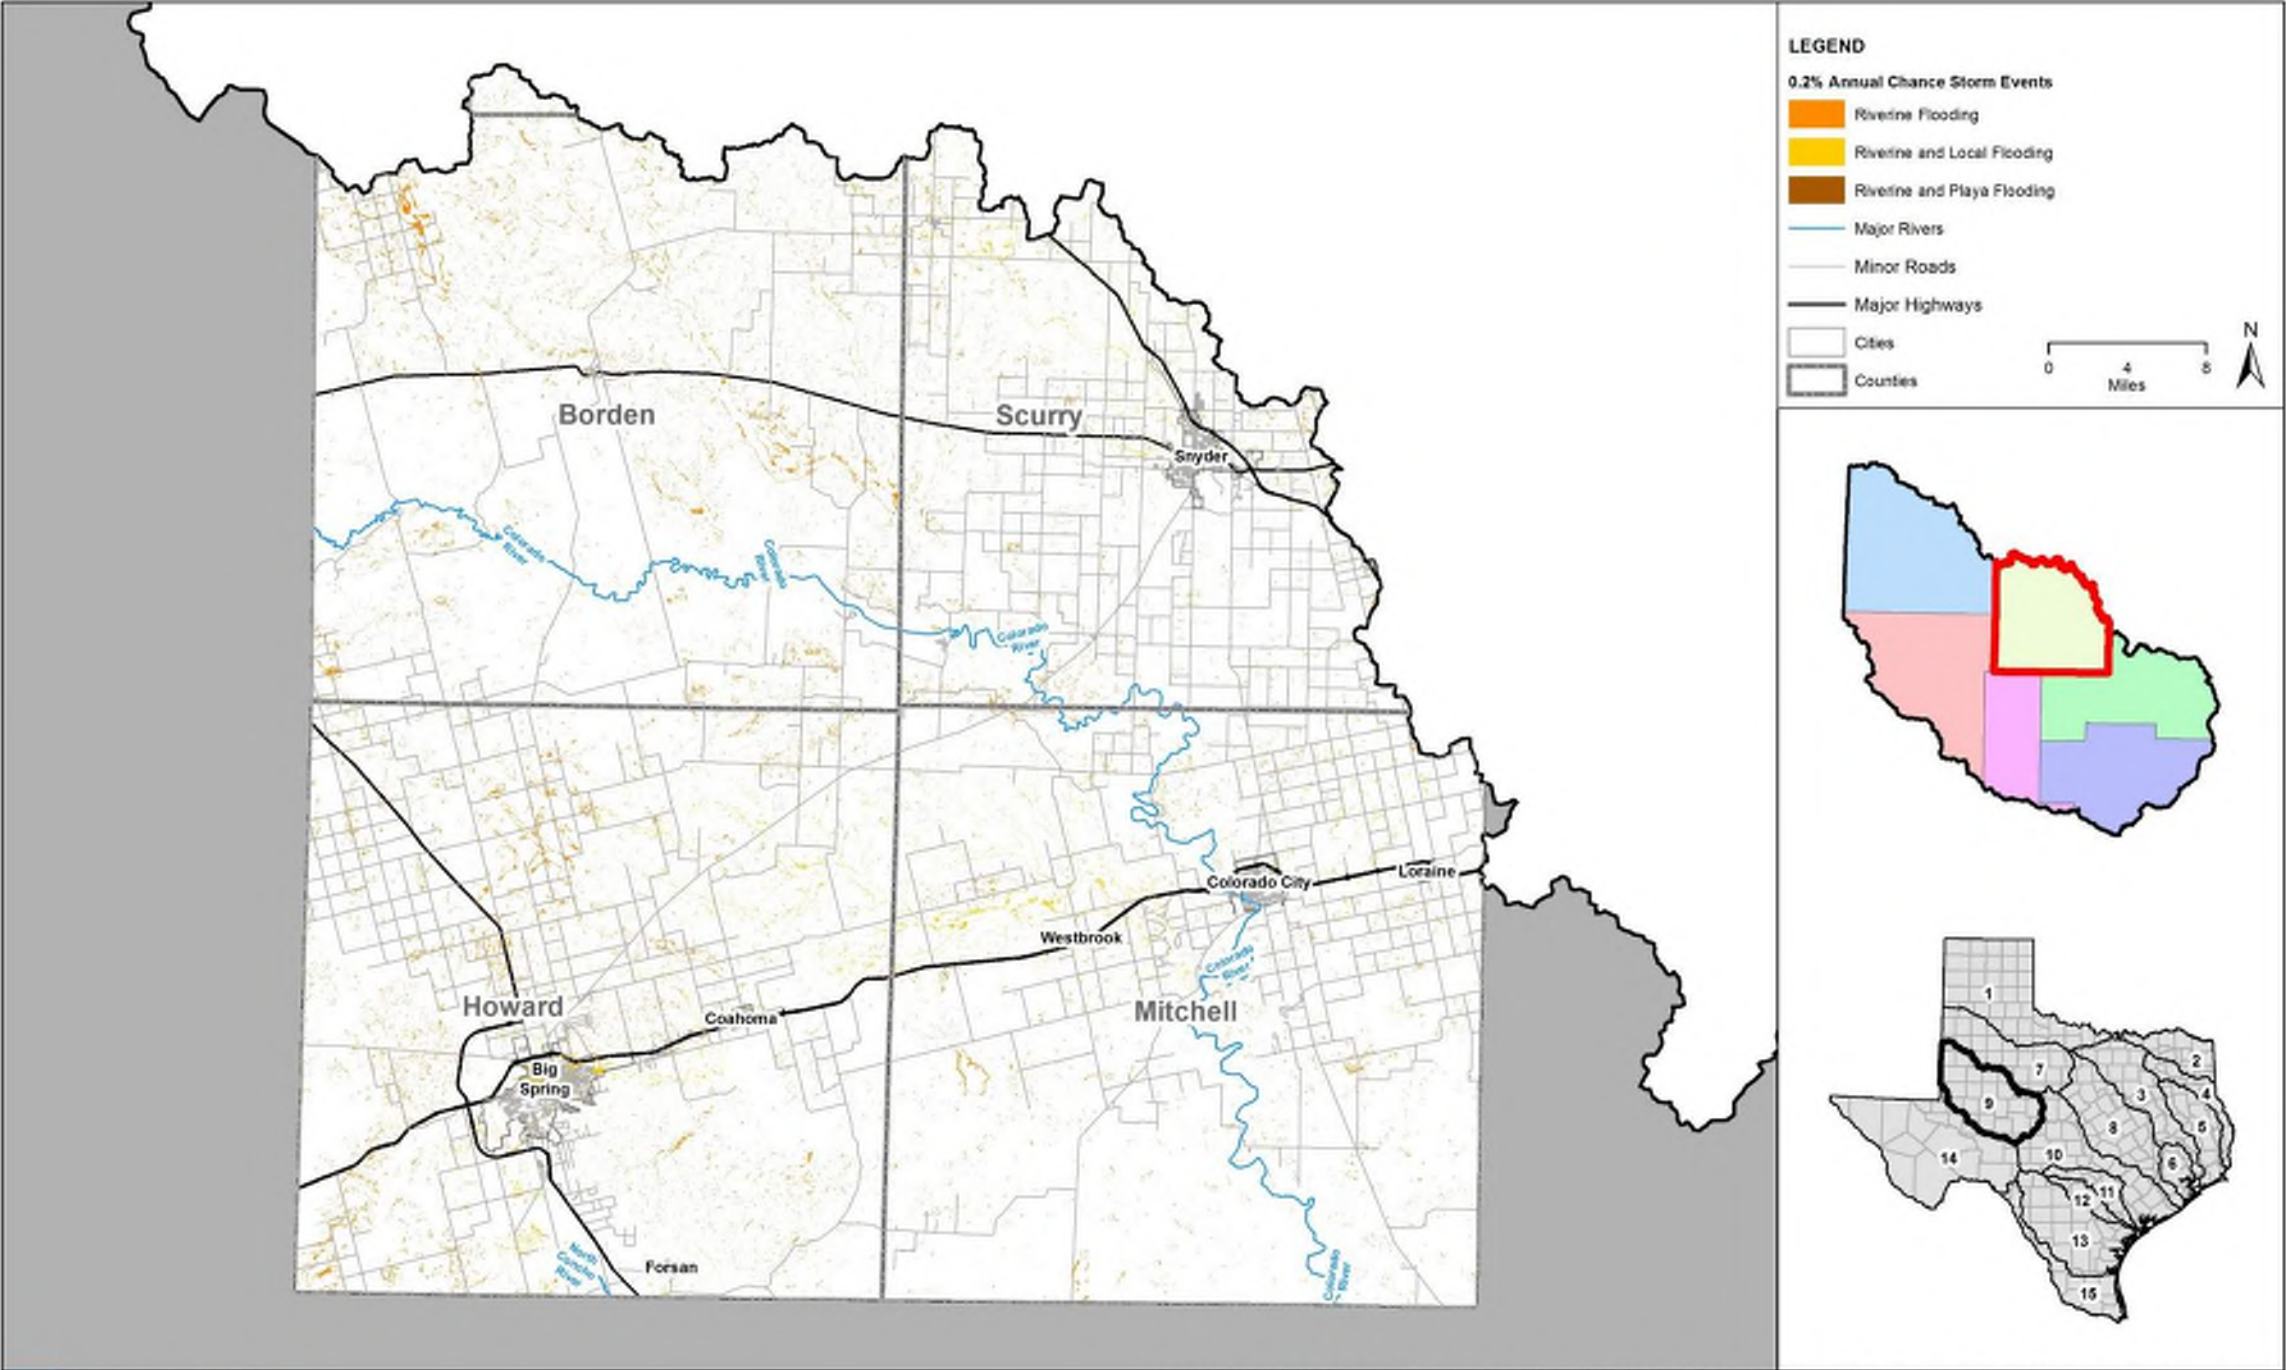 LEGEND
0.2% Annual Chance Storm Events
Riverine Flooding
Riverine and Local Flooding
Riverine and Playa Flooding
Major Rivers
Minor Roads
Major Highways
Cities
Counties
N
0 4 8
Miles
Borden
Scurry
Snyder
Colorado
River
Colorado
River
Colorado
River
Colorado City
Loraine
Westbrook
Colorado
River
Howard
Coahoma
Mitchell
Big
Spring
Forsan
North
Concho
River
Colorado
River
1
2
7
3
4
9
8
5
14
10
6
11
12
13
15